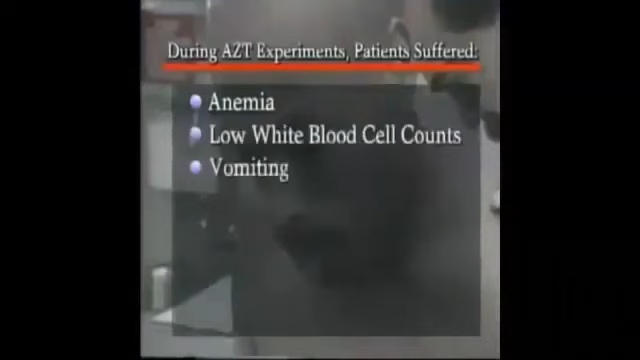 During AZT Experiments, Patients Suffered:
Anemia
Low White Blood Cell Counts
Vomiting